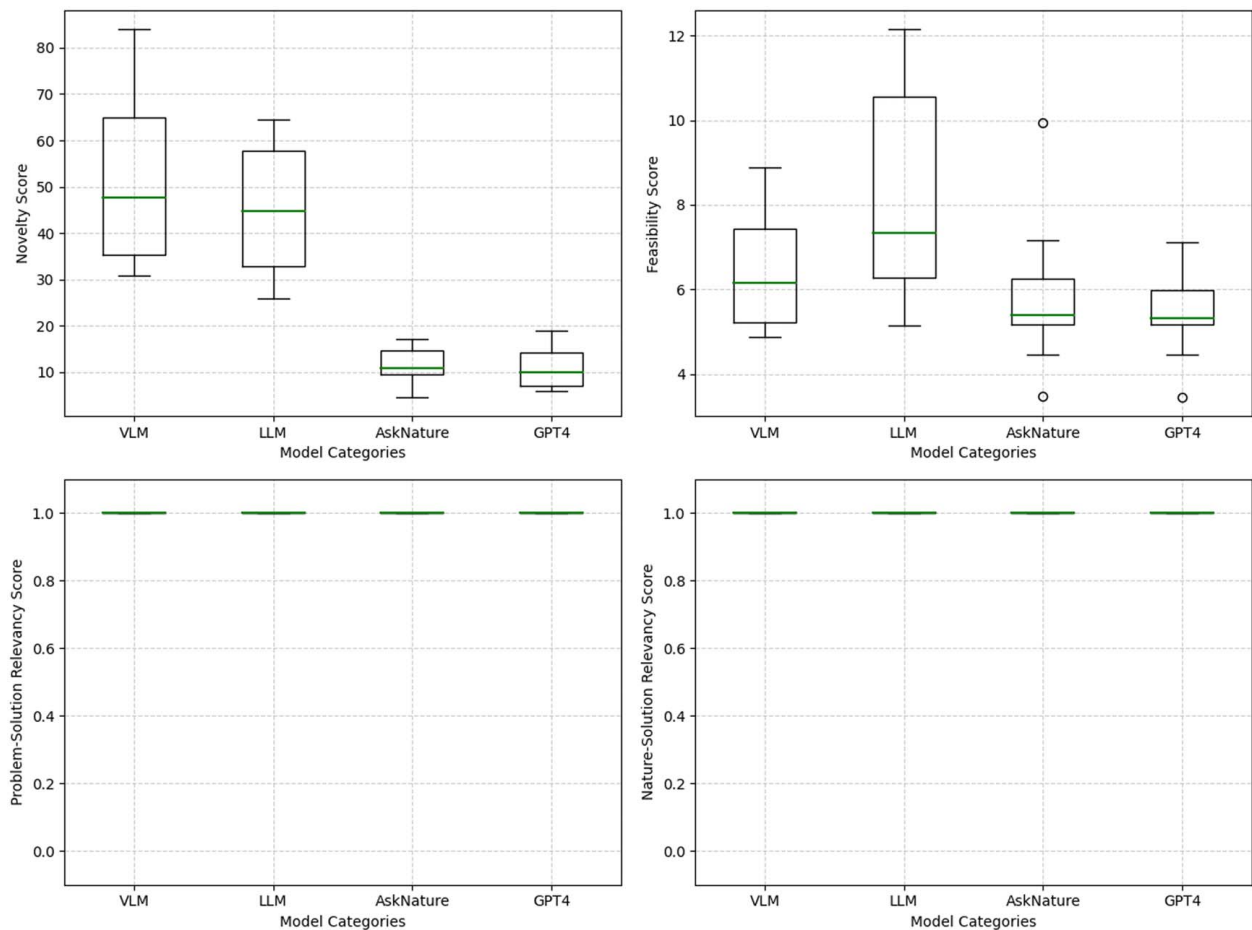 Novelty Score
80
70
60
50
40
30
20
10
VLM LLM AskNature GPT4
Model Categories
Feasibility Score
12
10
8
6
4
VLM LLM AskNature GPT4
Model Categories
Problem-Solution Relevancy Score
1.0
0.8
0.6
0.4
0.2
0.0
VLM LLM AskNature GPT4
Model Categories
Nature-Solution Relevancy Score
1.0
0.8
0.6
0.4
0.2
0.0
VLM LLM AskNature GPT4
Model Categories